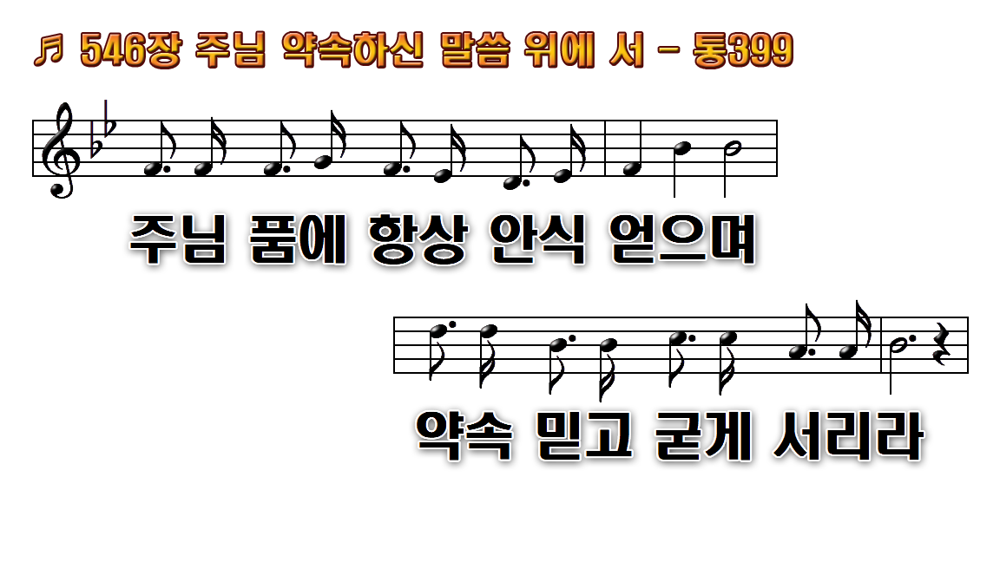 ♬ 546장 주님 약속하신 말씀 위에 서 - 통399
주님 품에 항상 안식 얻으며
약속 믿고 굳게 서리라